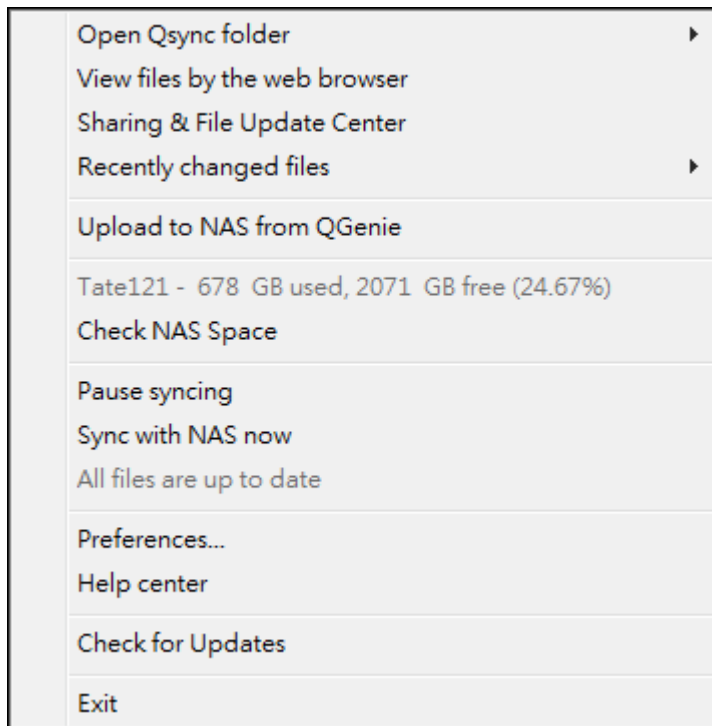 Open Qsync folder
View files by the web browser
Sharing & File Update Center
Recently changed files
Upload to NAS from QGenie
Tate121 -  678  GB used, 2071  GB free (24.67%)
Check NAS Space
Pause syncing
Sync with NAS now
All files are up to date
Preferences...
Help center
Check for Updates
Exit